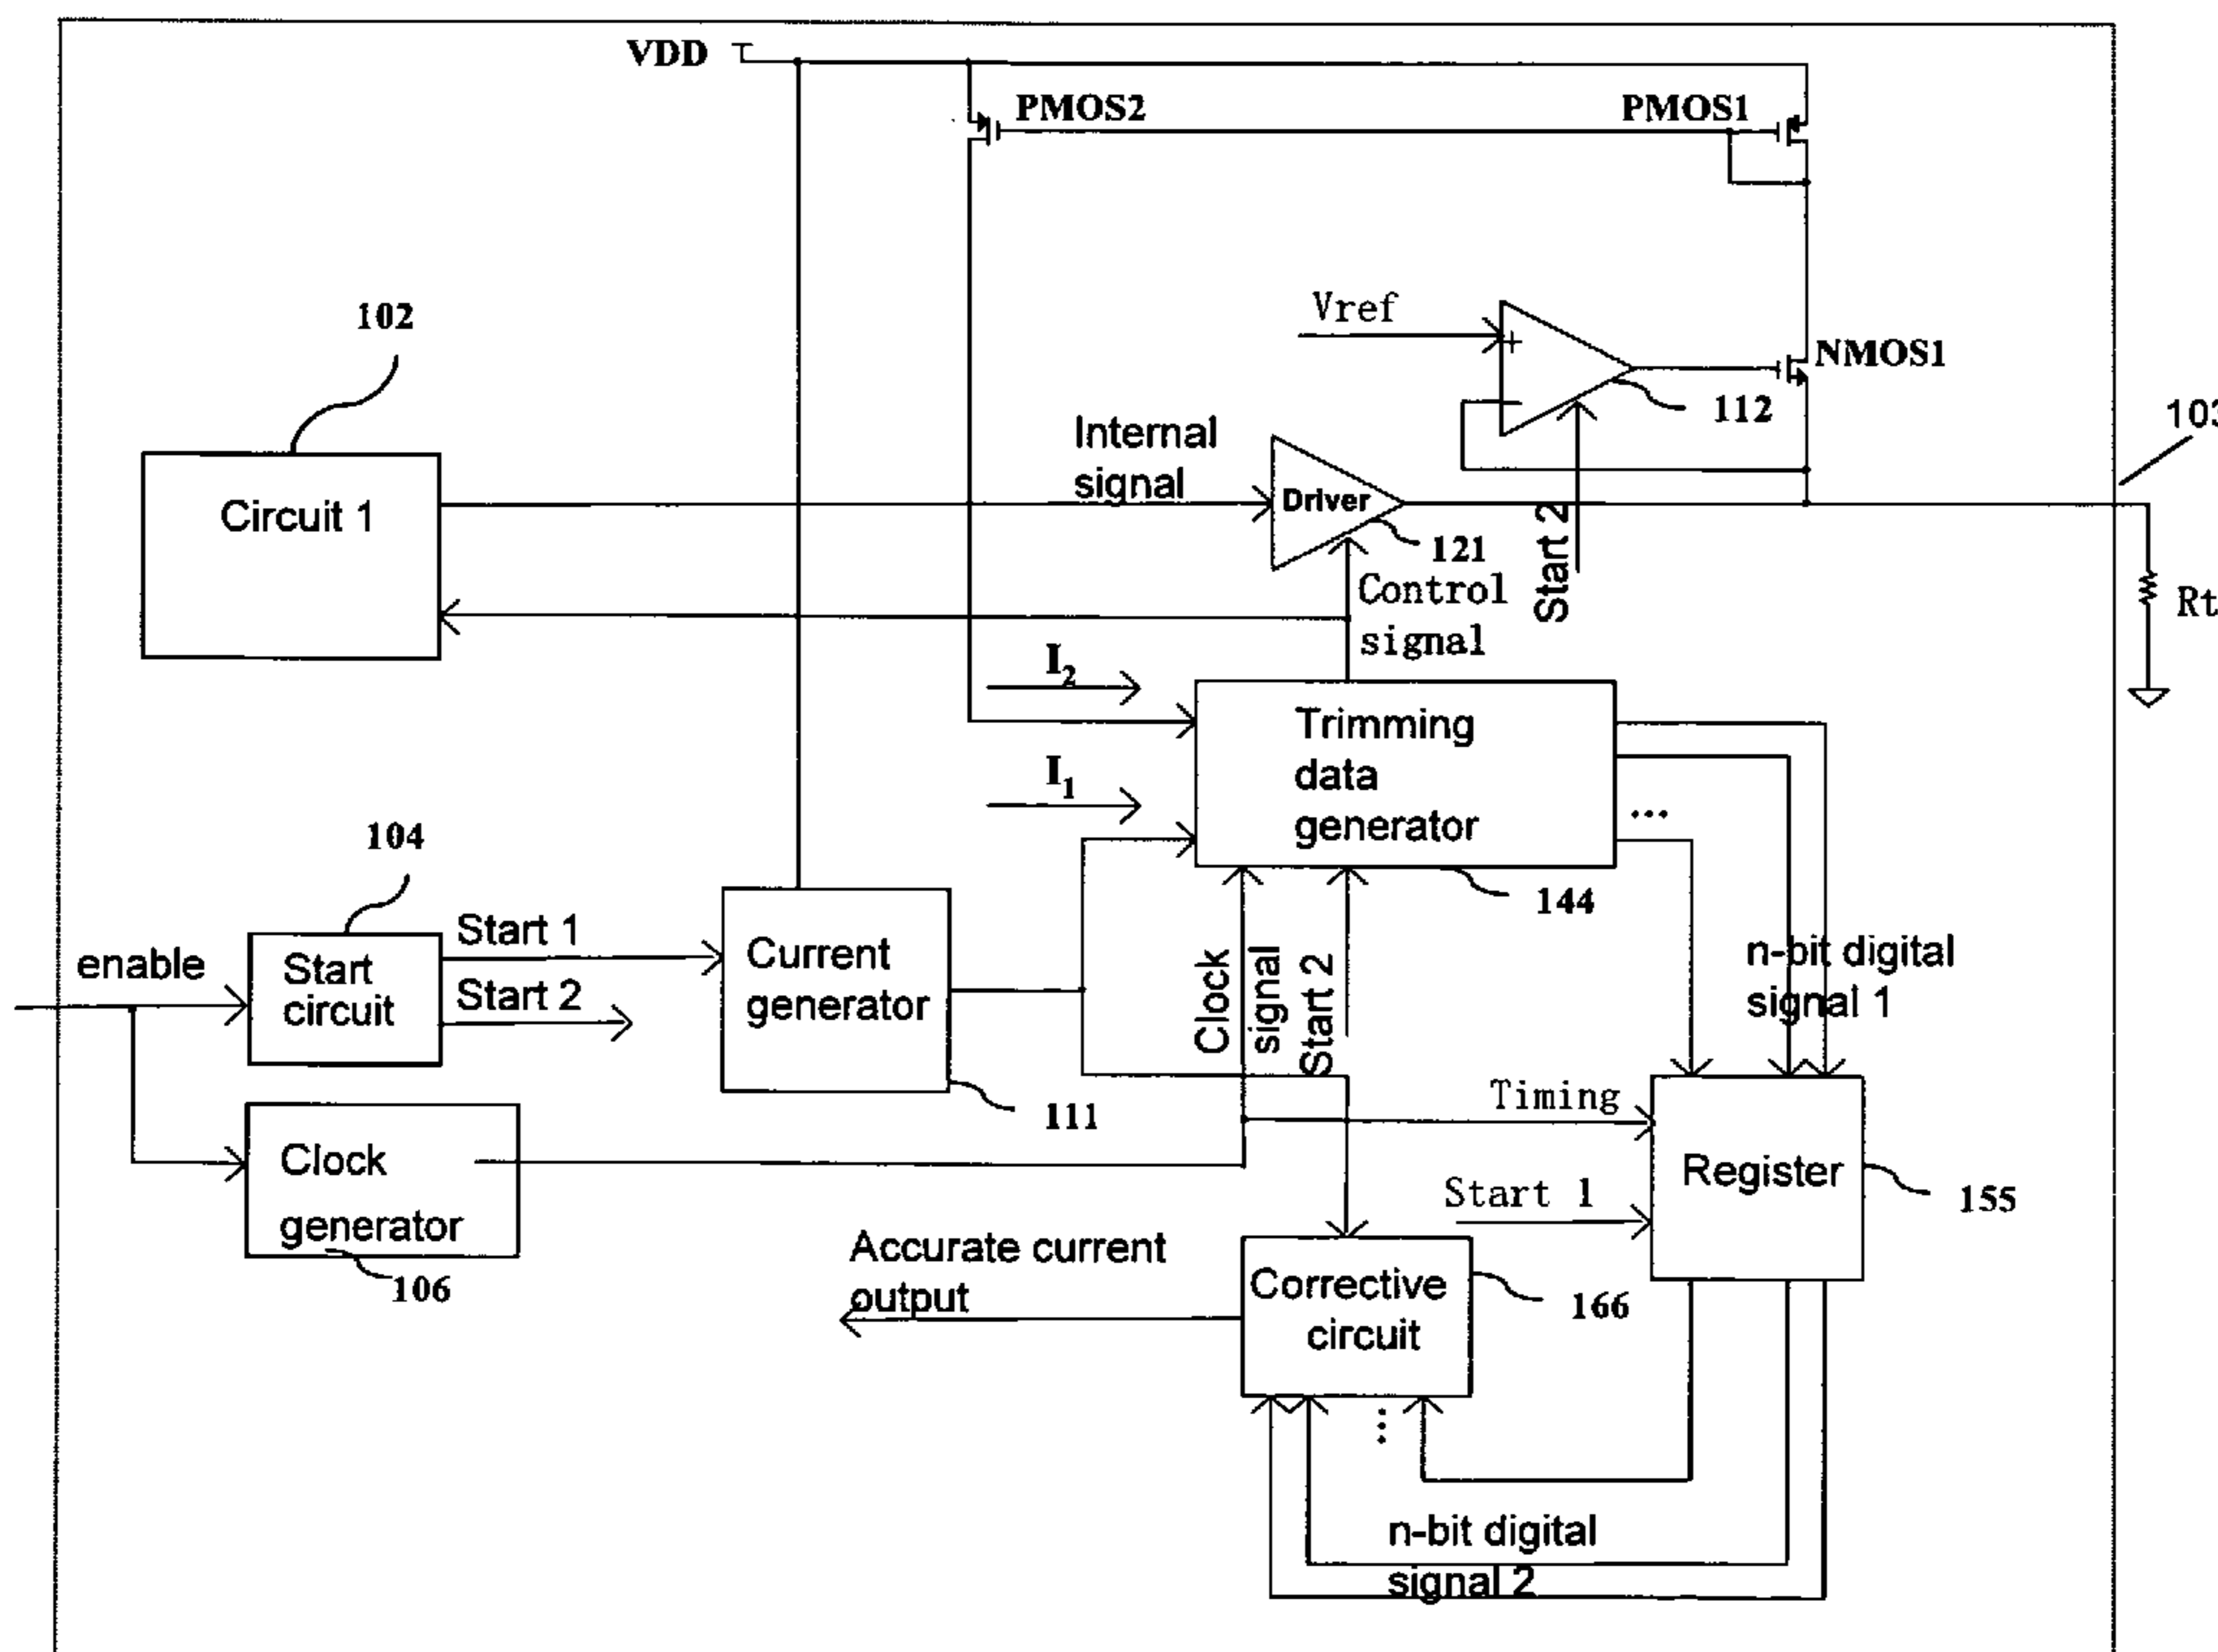 VDD
PMOS2
PMOS1
102
Vref
+
NMOS1
112
103
Internal
signal
Circuit 1
Driver
121
Start 2
Control
signal
Rt
I2
Trimming
data
generator
I1
...
104
144
Start 1
enable
Start
circuit
Start 2
Current
generator
Clock
signal
Start 2
n-bit digital
signal 1
111
Timing
Clock
generator
Register
155
Start 1
106
Accurate current
output
Corrective
circuit
166
...
n-bit digital
signal 2